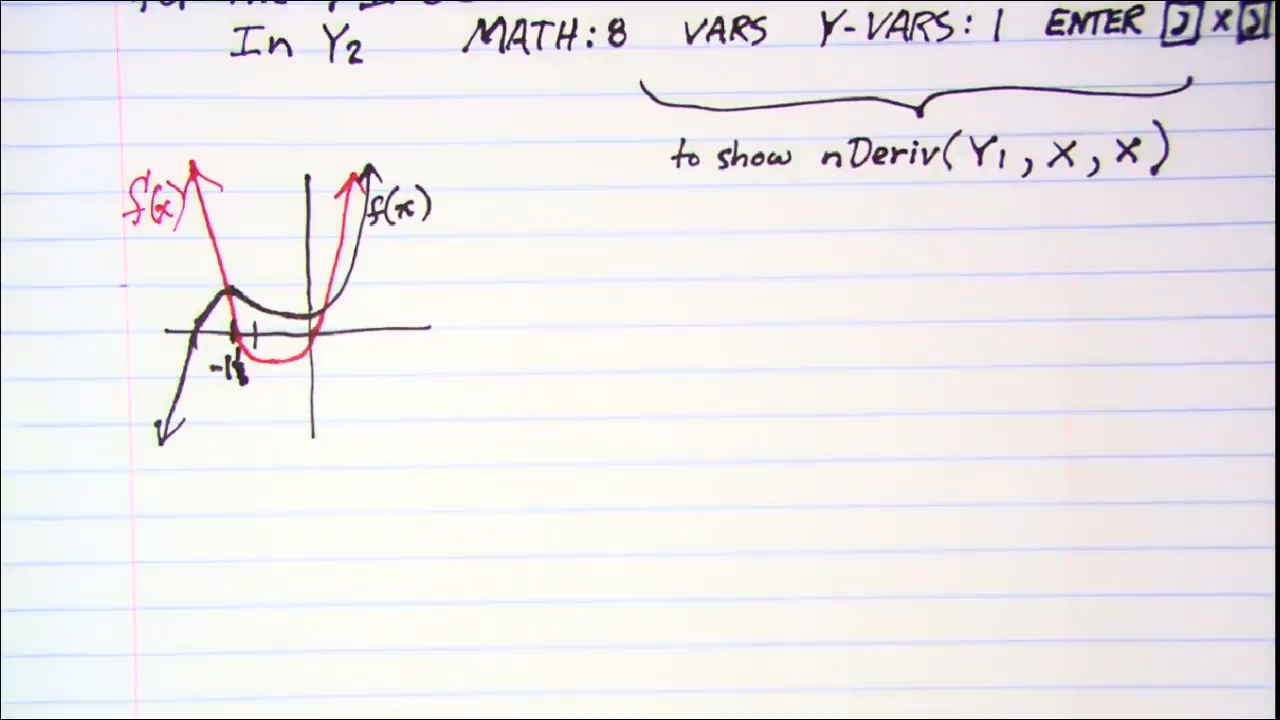 In Y2 MATH:8 VARS Y-VARS: 1 ENTER , X ,
to show nDeriv(Y1, X, X)
f'(x)
f(x)